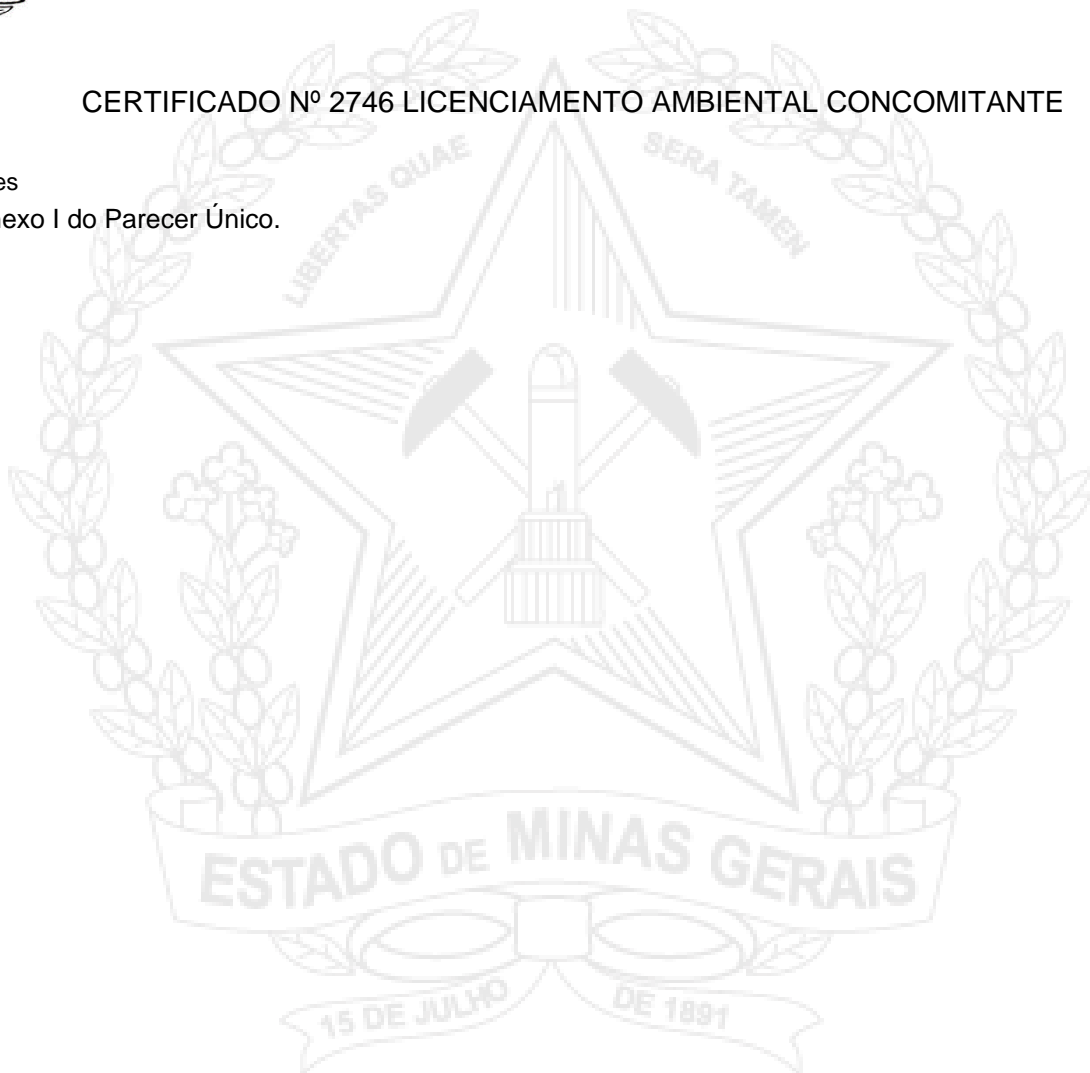 CERTIFICADO Nº 2746 LICENCIAMENTO AMBIENTAL CONCOMITANTE
es
exo I do Parecer Único.
LIBERTAS QUAE SERA TAMEN
ESTADO DE MINAS GERAIS
15 DE JULHO DE 1891